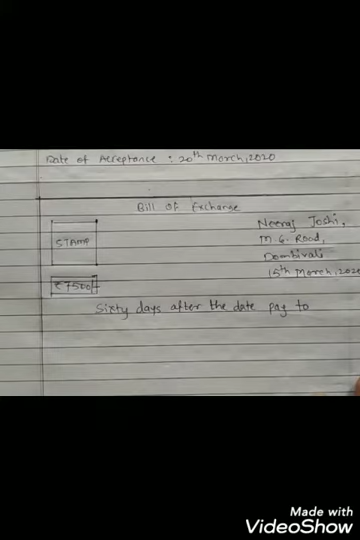 Date of Acceptance : 20th March, 2020
Bill of Exchange
STAMP
Neeraj Joshi,
M. G. Road,
Dombivali
15th March, 2020
₹7500/-
Sixty days after the date pay to
Made with
VideoShow